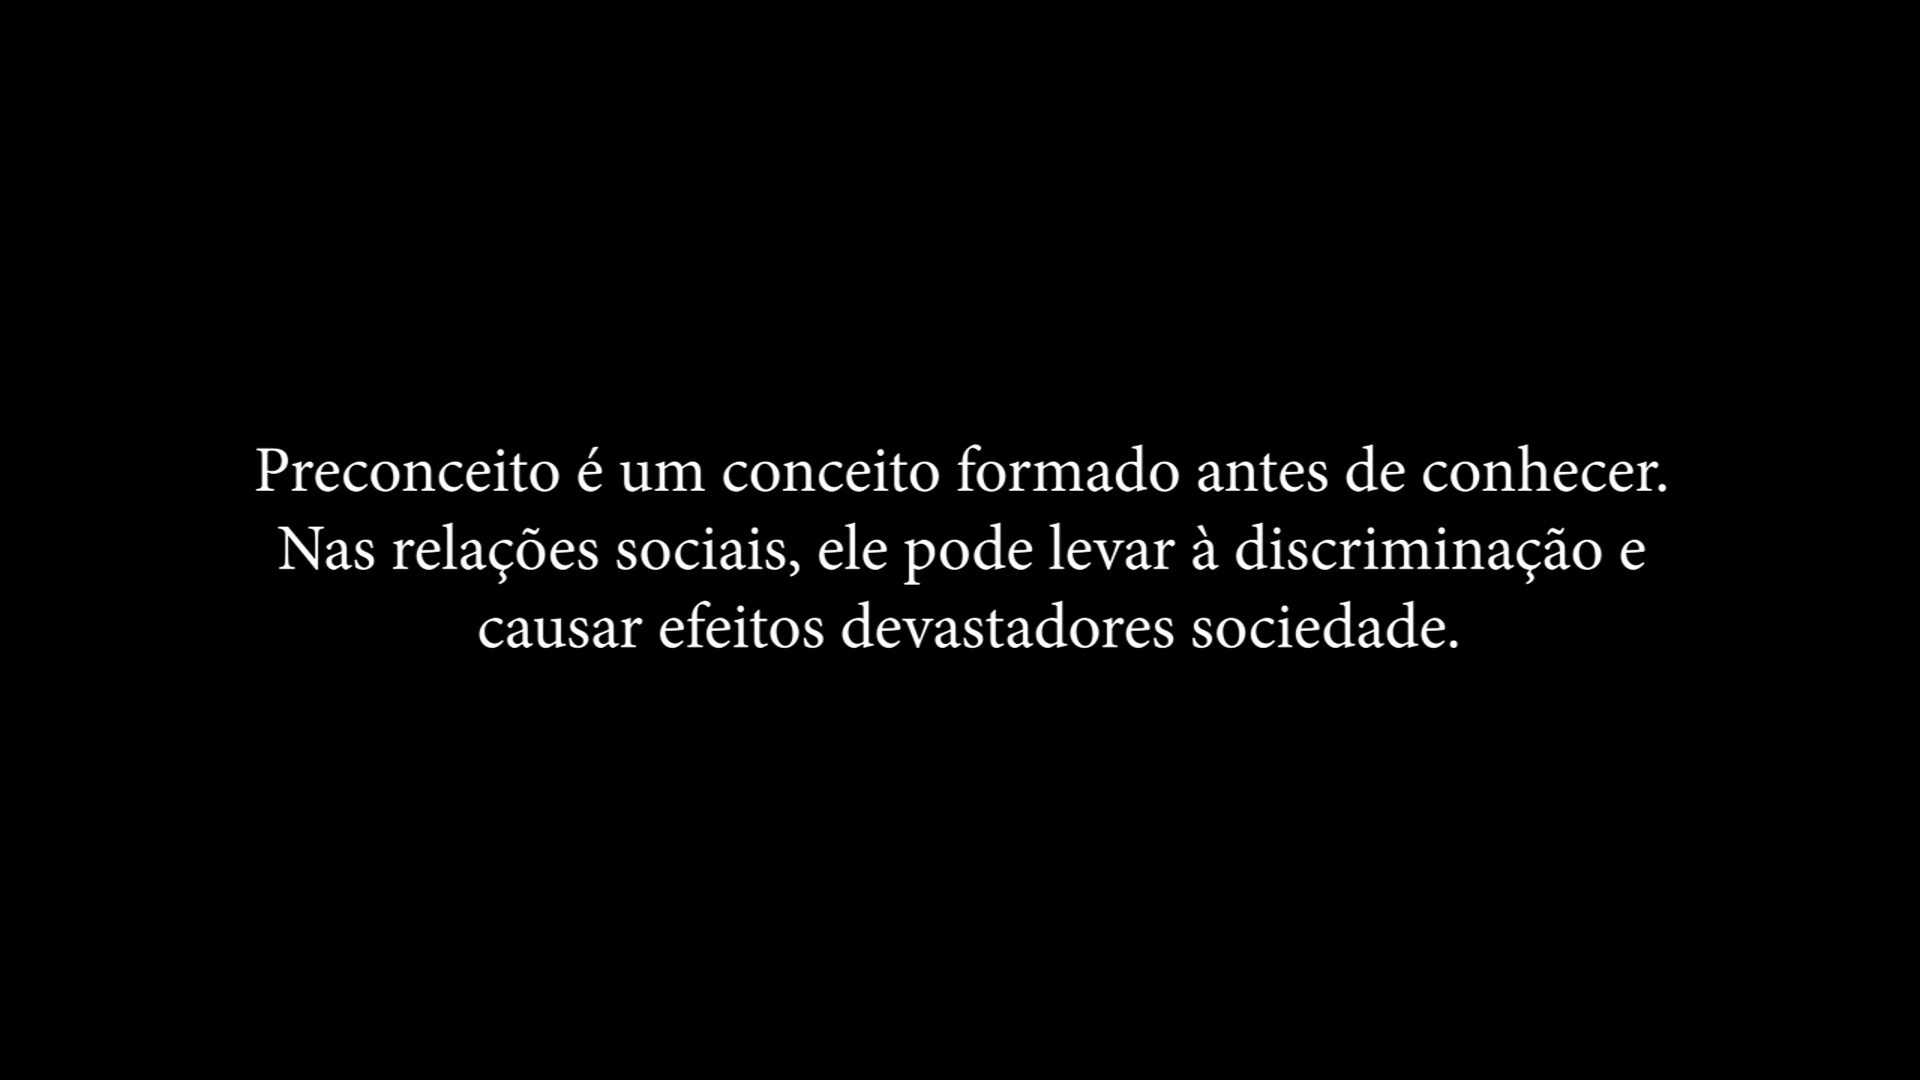 Preconceito é um conceito formado antes de conhecer.
Nas relações sociais, ele pode levar à discriminação e
causar efeitos devastadores sociedade.